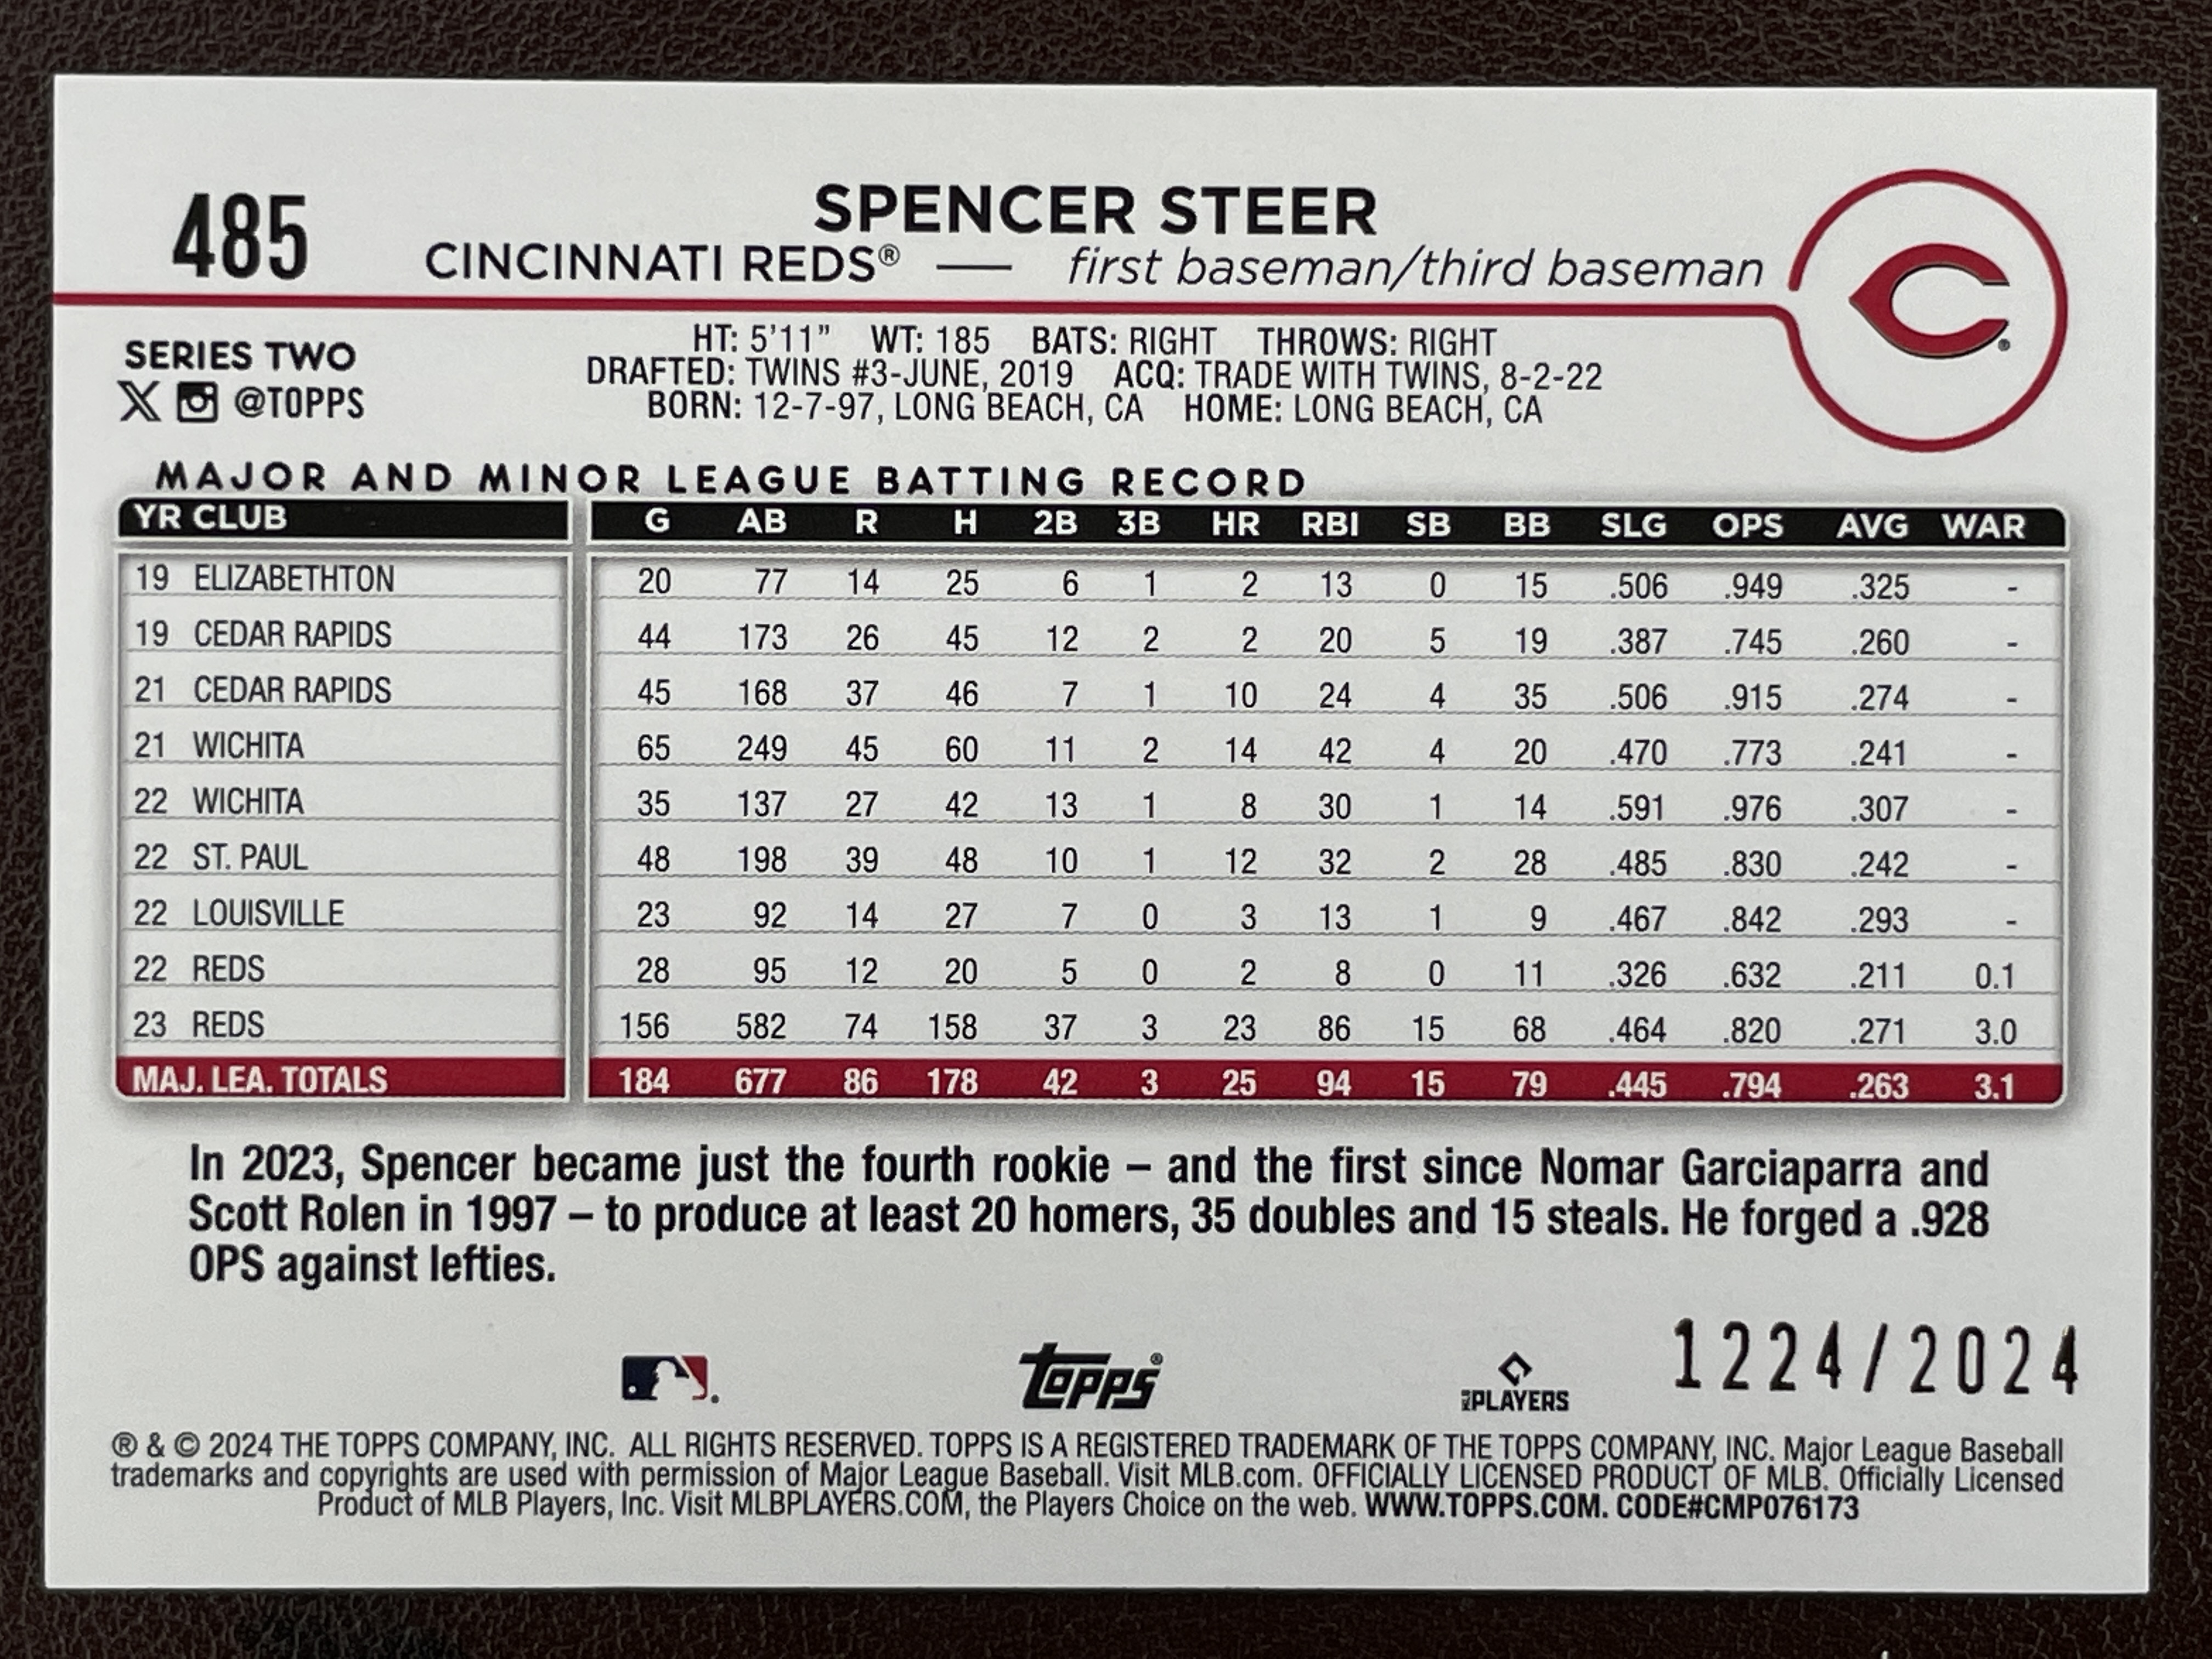 485
SPENCER STEER
CINCINNATI REDS® — first baseman/third baseman
C®
SERIES TWO
X @TOPPS
HT: 5'11" WT: 185 BATS: RIGHT THROWS: RIGHT
DRAFTED: TWINS #3-JUNE, 2019 ACQ: TRADE WITH TWINS, 8-2-22
BORN: 12-7-97, LONG BEACH, CA HOME: LONG BEACH, CA
MAJOR AND MINOR LEAGUE BATTING RECORD
YR CLUB G AB R H 2B 3B HR RBI SB BB SLG OPS AVG WAR
19 ELIZABETHTON 20 77 14 25 6 1 2 13 0 15 .506 .949 .325 -
19 CEDAR RAPIDS 44 173 26 45 12 2 2 20 5 19 .387 .745 .260 -
21 CEDAR RAPIDS 45 168 37 46 7 1 10 24 4 35 .506 .915 .274 -
21 WICHITA 65 249 45 60 11 2 14 42 4 20 .470 .773 .241 -
22 WICHITA 35 137 27 42 13 1 8 30 1 14 .591 .976 .307 -
22 ST. PAUL 48 198 39 48 10 1 12 32 2 28 .485 .830 .242 -
22 LOUISVILLE 23 92 14 27 7 0 3 13 1 9 .467 .842 .293 -
22 REDS 28 95 12 20 5 0 2 8 0 11 .326 .632 .211 0.1
23 REDS 156 582 74 158 37 3 23 86 15 68 .464 .820 .271 3.0
MAJ. LEA. TOTALS 184 677 86 178 42 3 25 94 15 79 .445 .794 .263 3.1
In 2023, Spencer became just the fourth rookie – and the first since Nomar Garciaparra and
Scott Rolen in 1997 – to produce at least 20 homers, 35 doubles and 15 steals. He forged a .928
OPS against lefties.
topps® MLB PLAYERS 1224/2024
® & © 2024 THE TOPPS COMPANY, INC. ALL RIGHTS RESERVED. TOPPS IS A REGISTERED TRADEMARK OF THE TOPPS COMPANY, INC. Major League Baseball
trademarks and copyrights are used with permission of Major League Baseball. Visit MLB.com. OFFICIALLY LICENSED PRODUCT OF MLB. Officially Licensed
Product of MLB Players, Inc. Visit MLBPLAYERS.COM, the Players Choice on the web. WWW.TOPPS.COM. CODE#CMP076173